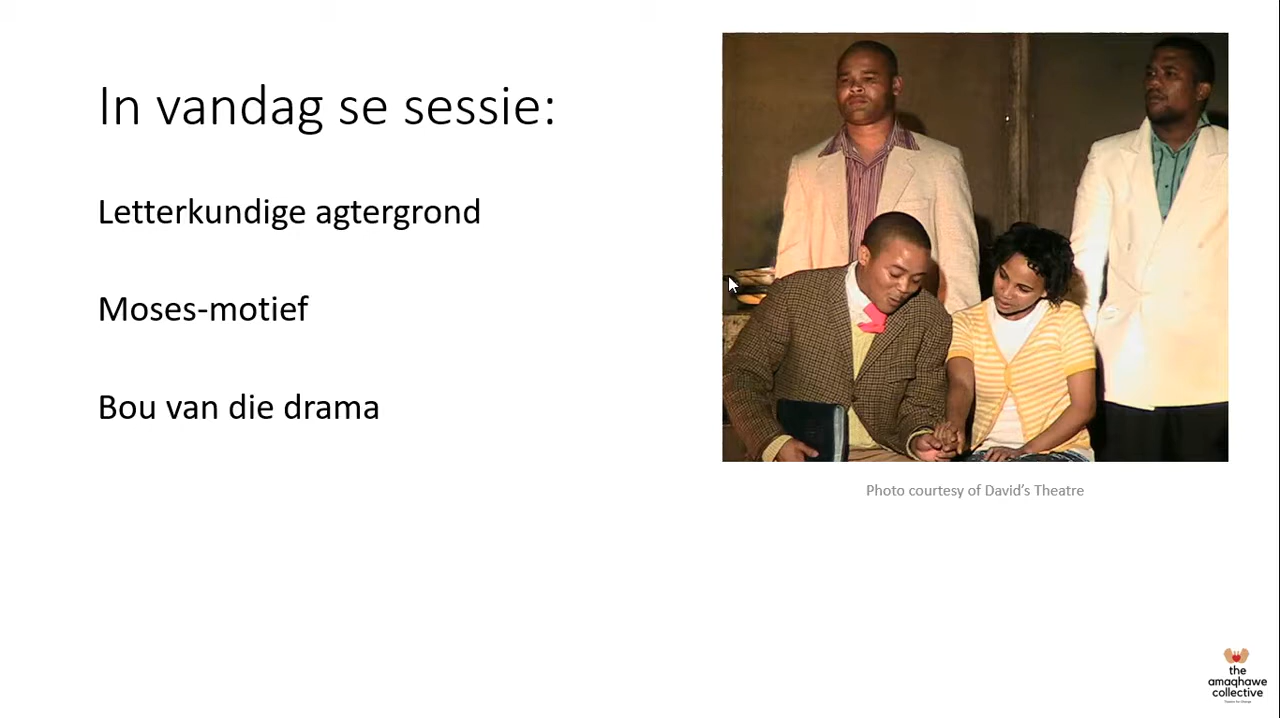 In vandag se sessie:
Letterkundige agtergrond
Moses-motief
Bou van die drama
Photo courtesy of David’s Theatre
the
amaqhawe
collective